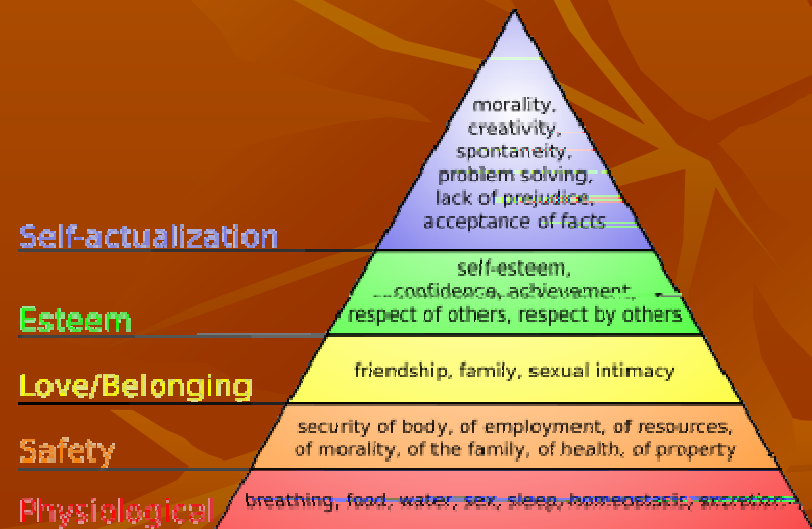 morality,
creativity,
spontaneity,
problem solving,
lack of prejudice,
acceptance of facts
Self-actualization
self-esteem,
confidence, achievement,
respect of others, respect by others
Esteem
friendship, family, sexual intimacy
Love/Belonging
security of body, of employment, of resources,
of morality, of the family, of health, of property
Safety
breathing, food, water, sex, sleep, homeostasis, excretion
Physiological